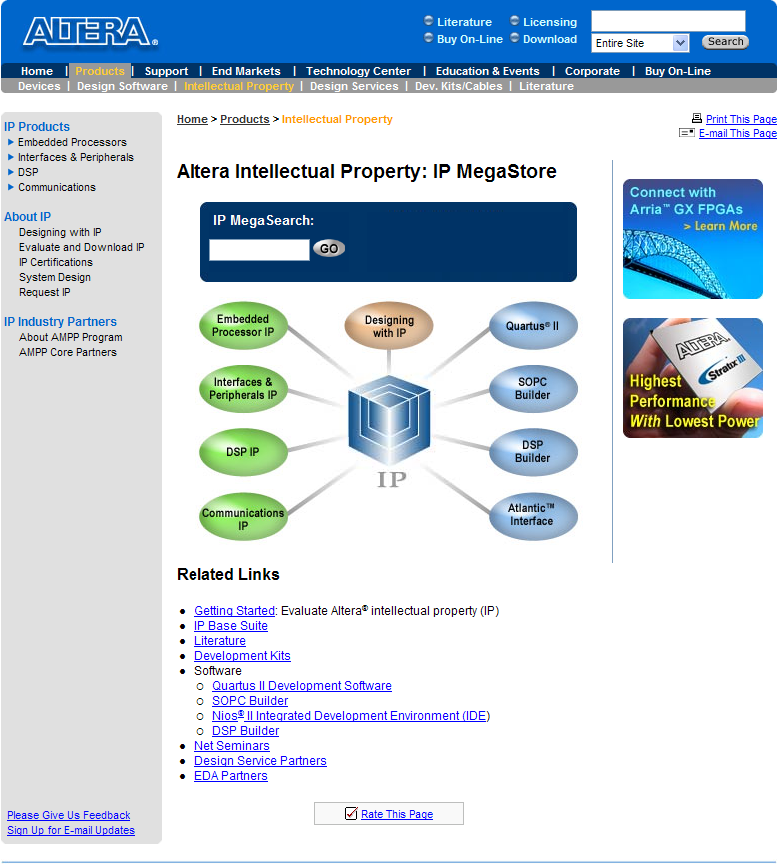 ALTERA®
Literature
Licensing
Buy On-Line
Download
Entire Site
Search
Home | Products | Support | End Markets | Technology Center | Education & Events | Corporate | Buy On-Line
Devices | Design Software | Intellectual Property | Design Services | Dev. Kits/Cables | Literature
IP Products
Embedded Processors
Interfaces & Peripherals
DSP
Communications
About IP
Designing with IP
Evaluate and Download IP
IP Certifications
System Design
Request IP
IP Industry Partners
About AMPP Program
AMPP Core Partners
Please Give Us Feedback
Sign Up for E-mail Updates
Home > Products > Intellectual Property
Print This Page
E-mail This Page
Altera Intellectual Property: IP MegaStore
IP MegaSearch:
GO
Embedded
Processor IP
Designing
with IP
Quartus® II
Interfaces &
Peripherals IP
SOPC
Builder
DSP IP
DSP
Builder
Communications
IP
Atlantic™
Interface
IP
Connect with
Arria™ GX FPGAs
> Learn More
ALTERA
Stratix III
Highest
Performance
With Lowest Power
Related Links
Getting Started: Evaluate Altera® intellectual property (IP)
IP Base Suite
Literature
Development Kits
Software
Quartus II Development Software
SOPC Builder
Nios® II Integrated Development Environment (IDE)
DSP Builder
Net Seminars
Design Service Partners
EDA Partners
Rate This Page